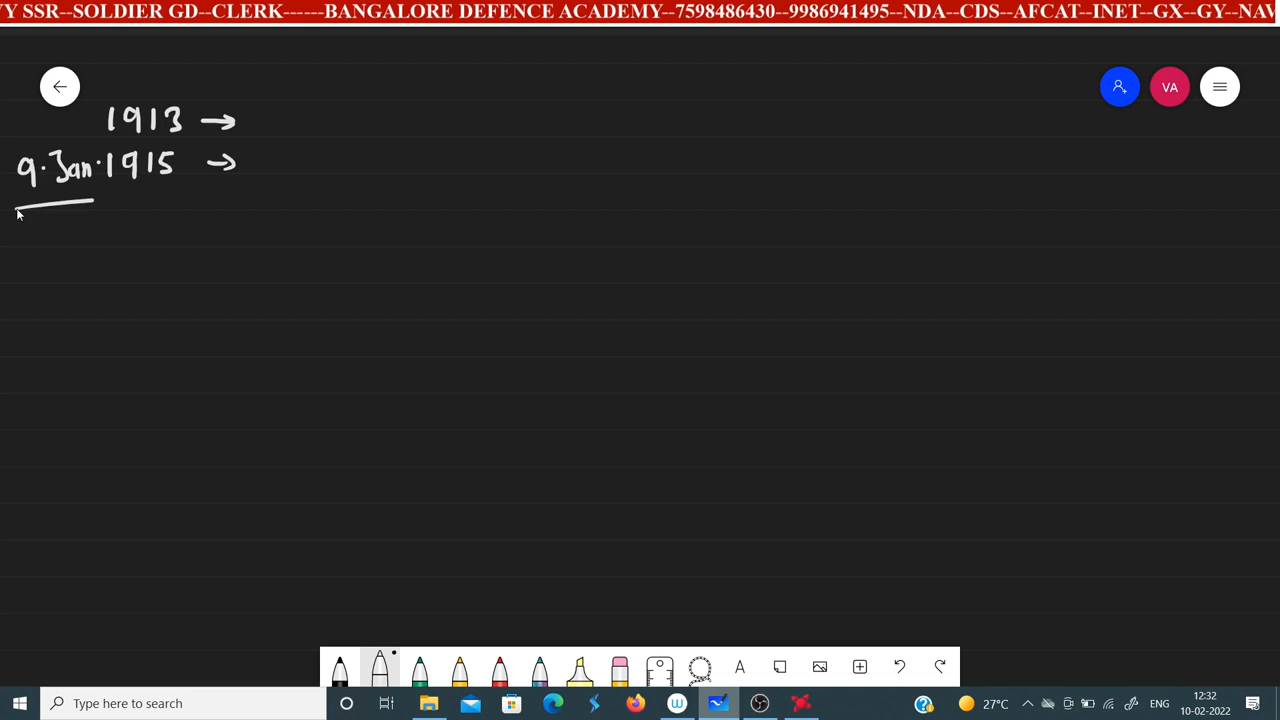 YY SSR--SOLDIER GD--CLERK------BANGALORE DEFENCE ACADEMY--7598486430--9986941495--NDA--CDS--AFCAT--INET--GX--GY--NAV
VA
1913 →
9.Jan.1915 →
A
Type here to search
27°C
ENG
12:32
10-02-2022